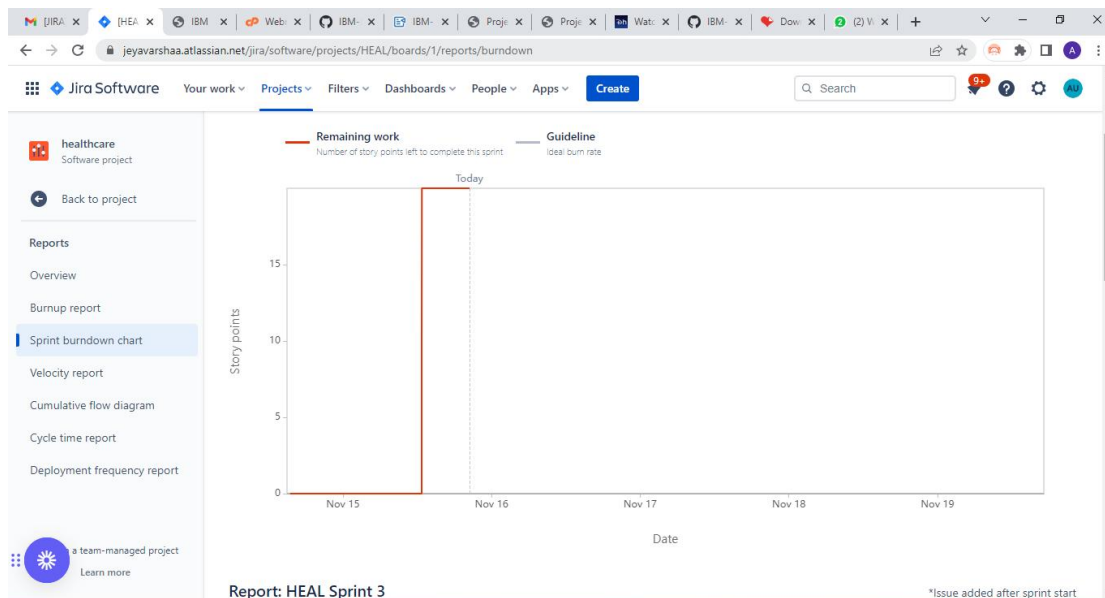 [JIRA
[HEA
IBM
Web
IBM-
IBM-
Proje
Proje
Watc
IBM-
Dow
(2) W
jeyavarshaa.atlassian.net/jira/software/projects/HEAL/boards/1/reports/burndown
A
Jira Software
Your work
Projects
Filters
Dashboards
People
Apps
Create
Search
9+
AU
healthcare
Software project
Back to project
Reports
Overview
Burnup report
Sprint burndown chart
Velocity report
Cumulative flow diagram
Cycle time report
Deployment frequency report
a team-managed project
Learn more
Remaining work
Number of story points left to complete this sprint
Guideline
Ideal burn rate
Today
15
10
5
0
Story points
Nov 15
Nov 16
Nov 17
Nov 18
Nov 19
Date
Report: HEAL Sprint 3
*Issue added after sprint start